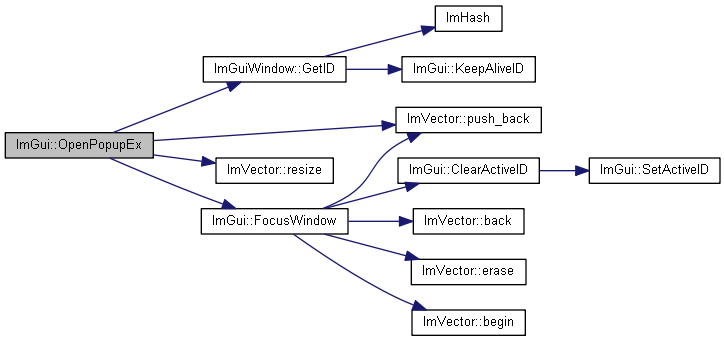 ImGui::OpenPopupEx
ImGuiWindow::GetID
ImHash
ImGui::KeepAliveID
ImVector::push_back
ImVector::resize
ImGui::FocusWindow
ImGui::ClearActiveID
ImGui::SetActiveID
ImVector::back
ImVector::erase
ImVector::begin